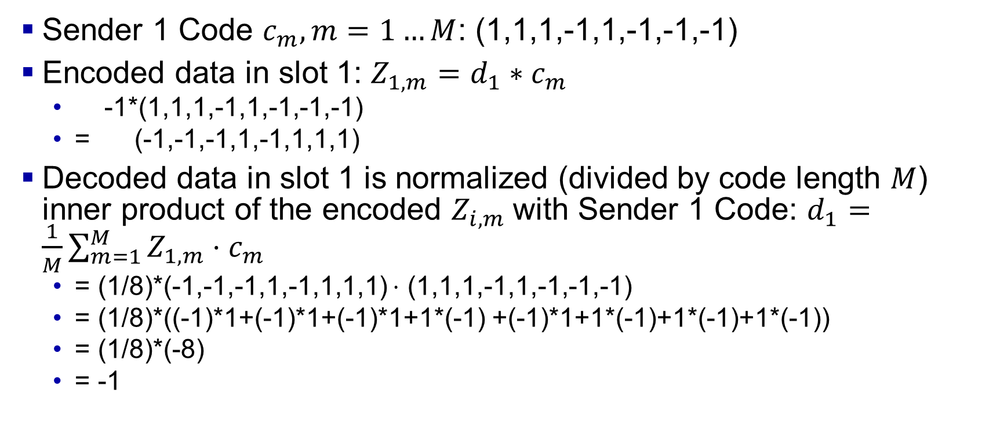 ▪ Sender 1 Code c_m, m = 1 … M: (1,1,1,-1,1,-1,-1,-1)
▪ Encoded data in slot 1: Z_{1,m} = d_1 * c_m
• -1*(1,1,1,-1,1,-1,-1,-1)
• = (-1,-1,-1,1,-1,1,1,1)
▪ Decoded data in slot 1 is normalized (divided by code length M)
inner product of the encoded Z_{i,m} with Sender 1 Code: d_1 =
\frac{1}{M} \sum_{m=1}^{M} Z_{1,m} · c_m
• = (1/8)*(-1,-1,-1,1,-1,1,1,1) · (1,1,1,-1,1,-1,-1,-1)
• = (1/8)*((-1)*1+(-1)*1+(-1)*1+1*(-1) +(-1)*1+1*(-1)+1*(-1)+1*(-1))
• = (1/8)*(-8)
• = -1